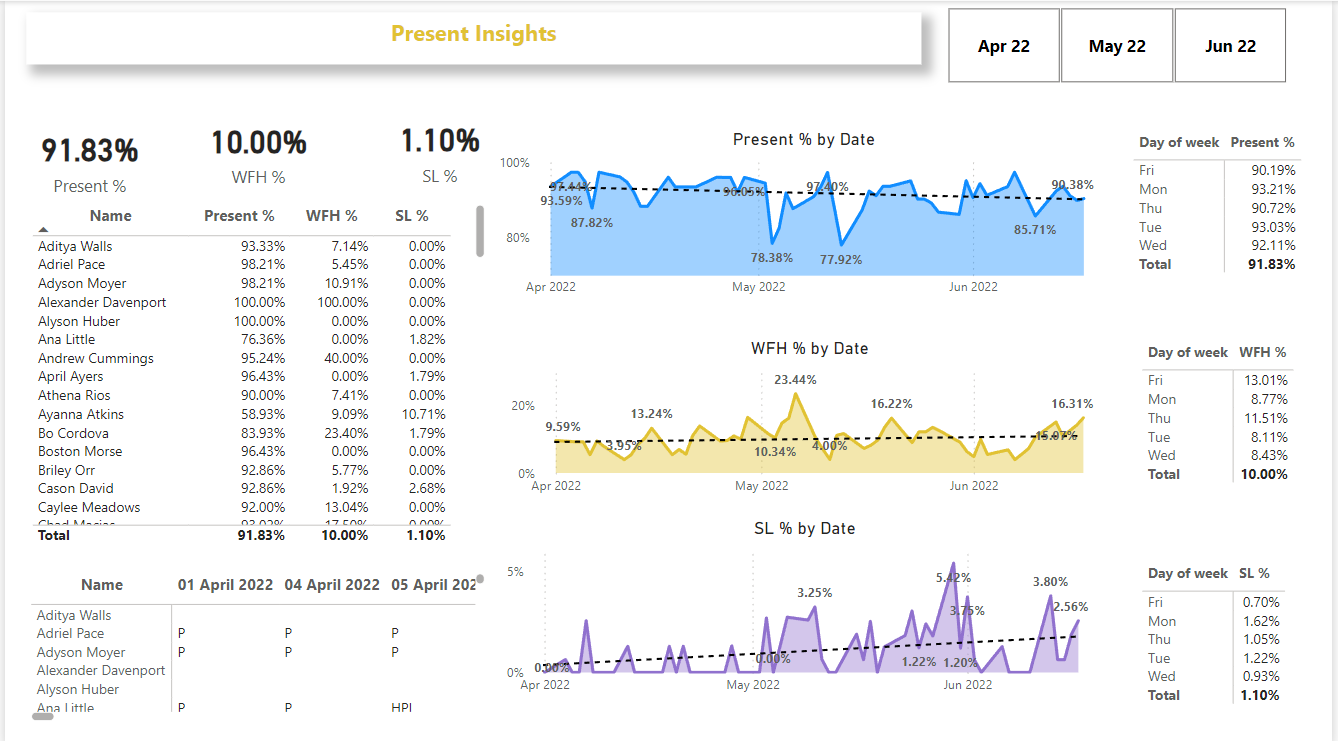 Present Insights
Apr 22 May 22 Jun 22
91.83% 10.00% 1.10%
Present % WFH % SL %
Name Present % WFH % SL %
Aditya Walls 93.33% 7.14% 0.00%
Adriel Pace 98.21% 5.45% 0.00%
Adyson Moyer 98.21% 10.91% 0.00%
Alexander Davenport 100.00% 100.00% 0.00%
Alyson Huber 100.00% 0.00% 0.00%
Ana Little 76.36% 0.00% 1.82%
Andrew Cummings 95.24% 40.00% 0.00%
April Ayers 96.43% 0.00% 1.79%
Athena Rios 90.00% 7.41% 0.00%
Ayanna Atkins 58.93% 9.09% 10.71%
Bo Cordova 83.93% 23.40% 1.79%
Boston Morse 96.43% 0.00% 0.00%
Briley Orr 92.86% 5.77% 0.00%
Cason David 92.86% 1.92% 2.68%
Caylee Meadows 92.00% 13.04% 0.00%
Total 91.83% 10.00% 1.10%
Name 01 April 2022 04 April 2022 05 April 202
Aditya Walls
Adriel Pace P P P
Adyson Moyer P P P
Alexander Davenport
Alyson Huber
Ana Little P P HPI
Present % by Date
100%
80%
97.44%
93.59%
87.82%
90.05%
78.38%
97.40%
77.92%
85.71%
90.38%
Apr 2022 May 2022 Jun 2022
Day of week Present %
Fri 90.19%
Mon 93.21%
Thu 90.72%
Tue 93.03%
Wed 92.11%
Total 91.83%
WFH % by Date
20%
0%
9.59%
3.95%
13.24%
10.34%
23.44%
4.00%
16.22%
15.07%
16.31%
Apr 2022 May 2022 Jun 2022
Day of week WFH %
Fri 13.01%
Mon 8.77%
Thu 11.51%
Tue 8.11%
Wed 8.43%
Total 10.00%
SL % by Date
5%
0%
0.00%
0.00%
3.25%
1.22%
5.42%
1.20%
3.75%
3.80%
2.56%
Apr 2022 May 2022 Jun 2022
Day of week SL %
Fri 0.70%
Mon 1.62%
Thu 1.05%
Tue 1.22%
Wed 0.93%
Total 1.10%